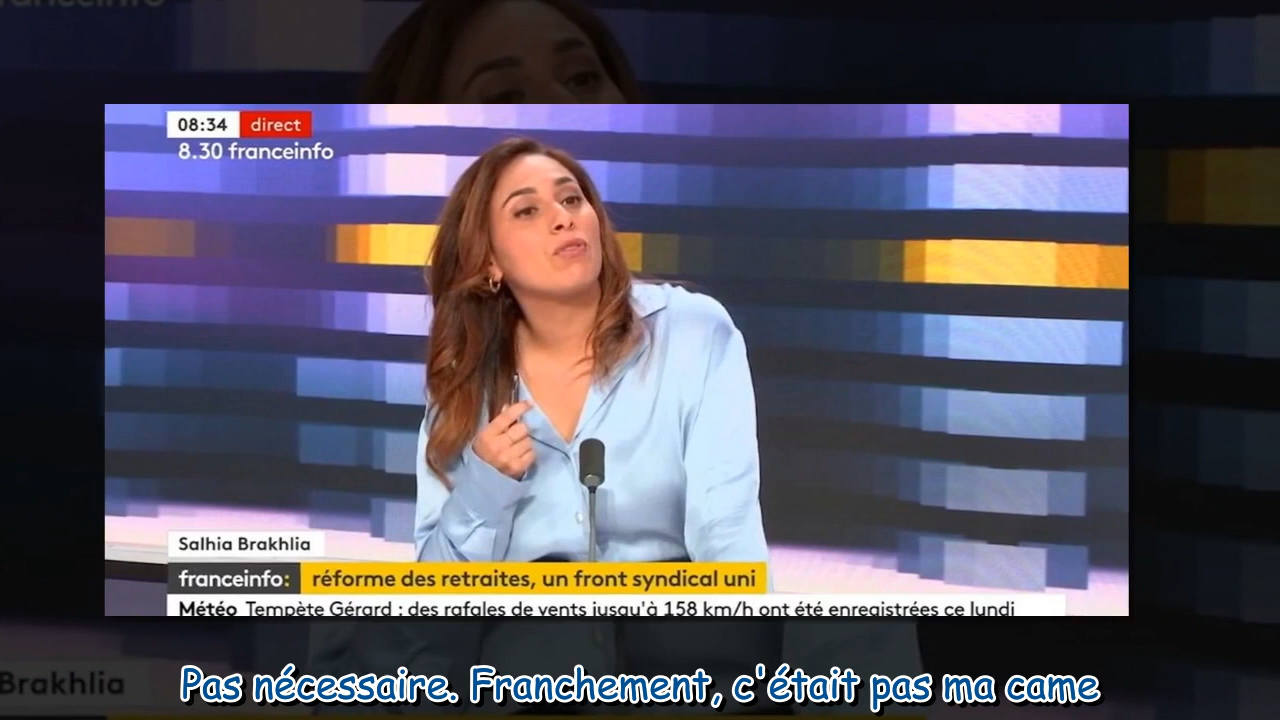 franceinfo
08:34 direct
8.30 franceinfo
Salhia Brakhlia
franceinfo: réforme des retraites, un front syndical uni
Météo Tempête Gérard : des rafales de vents jusqu'à 158 km/h ont été enregistrées ce lundi
Brakhlia
Pas nécessaire. Franchement, c'était pas ma came